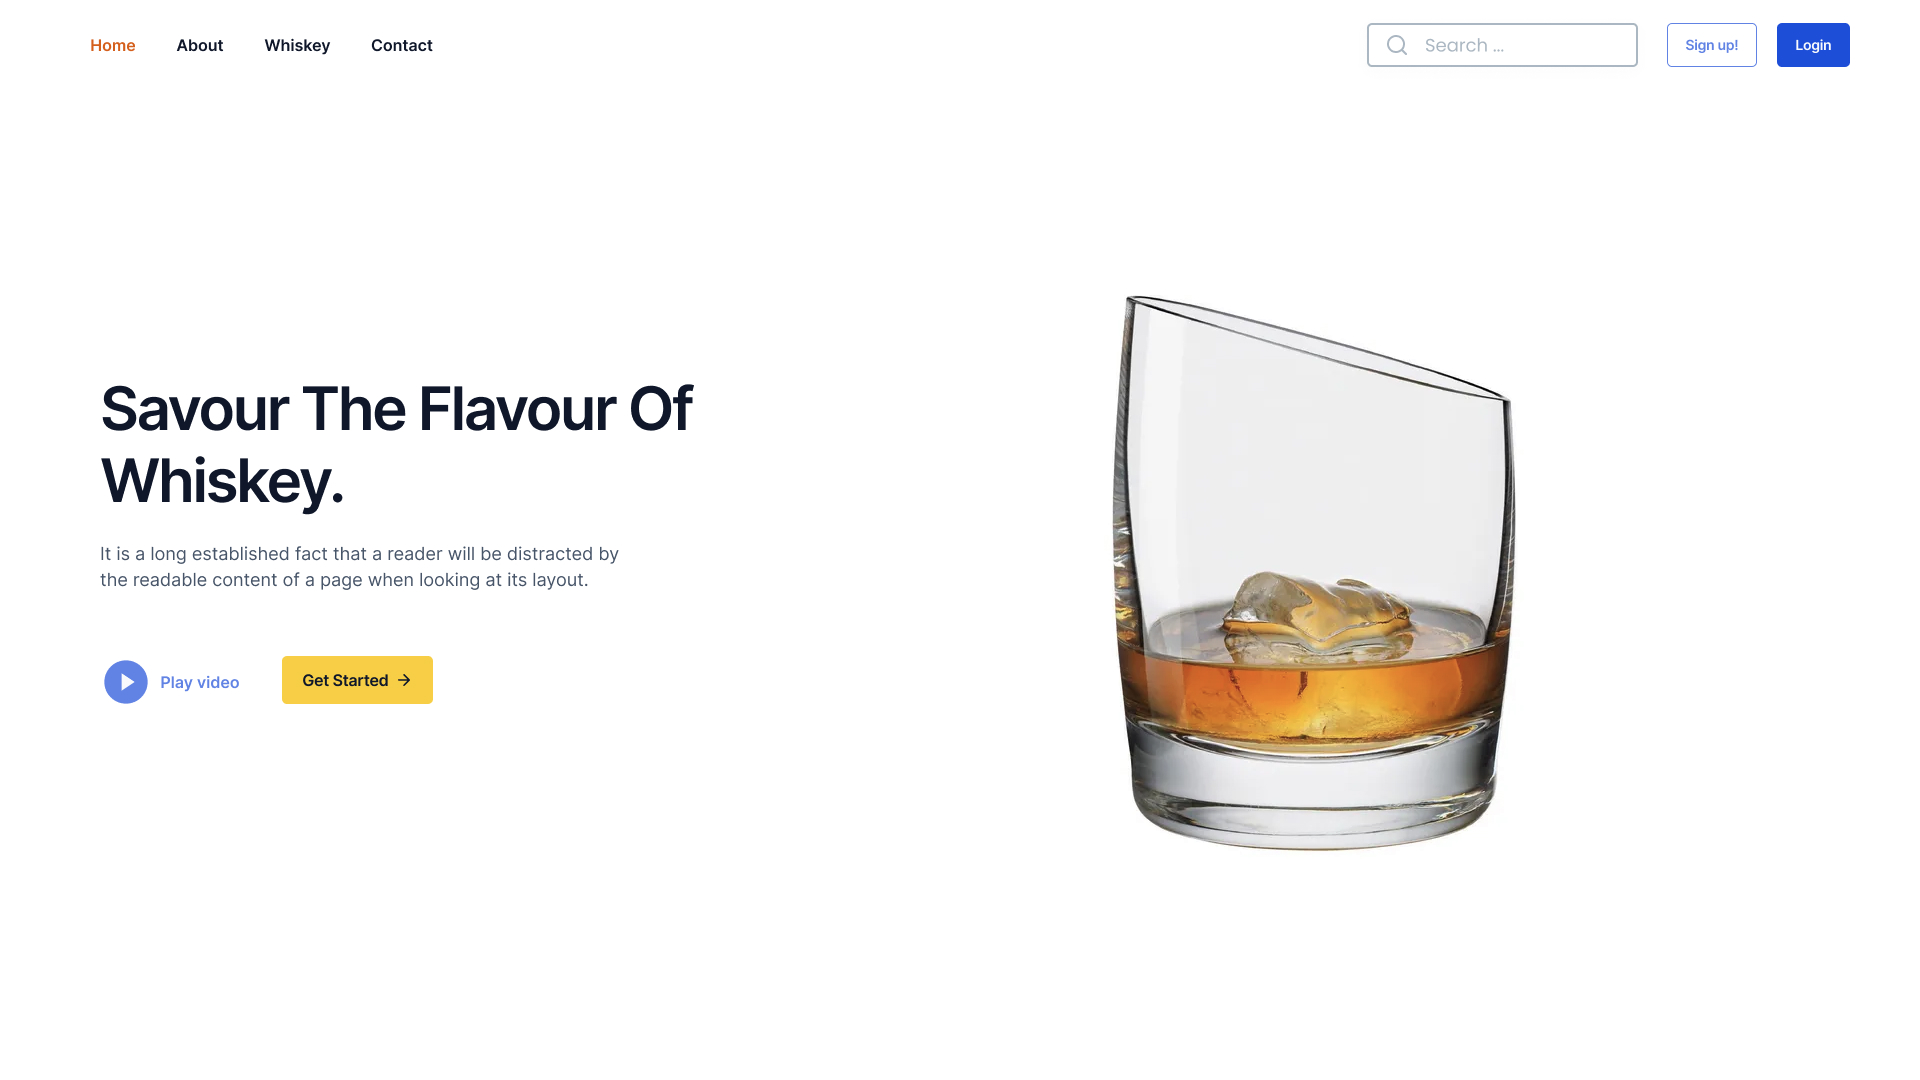 Home About Whiskey Contact Search ... Sign up! Login
Savour The Flavour Of
Whiskey.
It is a long established fact that a reader will be distracted by
the readable content of a page when looking at its layout.
Play video Get Started →